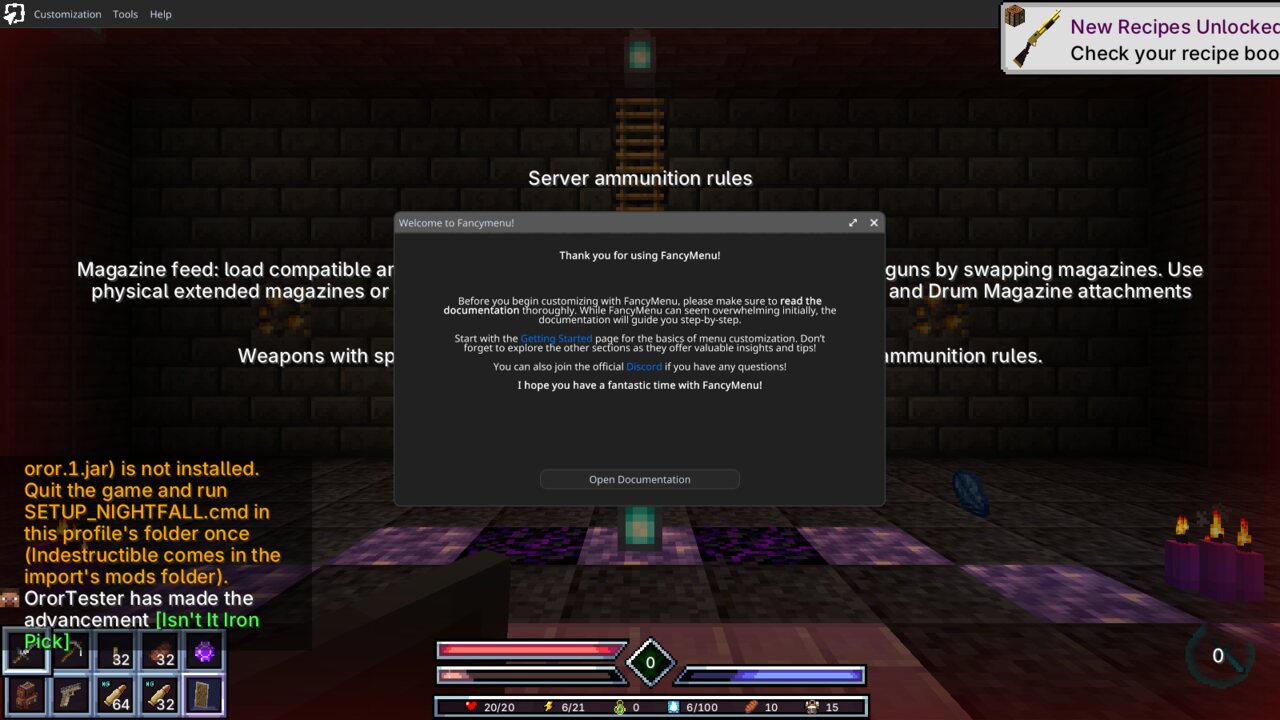 Customization Tools Help
New Recipes Unlocked
Check your recipe boo
Server ammunition rules
Welcome to Fancymenu!
Thank you for using FancyMenu!
Magazine feed: load compatible
guns by swapping magazines. Use
physical extended magazines or
and Drum Magazine attachments
Before you begin customizing with FancyMenu, please make sure to read the
documentation thoroughly. While FancyMenu can seem overwhelming initially, the
documentation will guide you step-by-step.
Start with the Getting Started page for the basics of menu customization. Don't
forget to explore the other sections as they offer valuable insights and tips!
Weapons with
ammunition rules.
You can also join the official Discord if you have any questions!
I hope you have a fantastic time with FancyMenu!
Open Documentation
oror.1.jar) is not installed.
Quit the game and run
SETUP_NIGHTFALL.cmd in
this profile's folder once
(Indestructible comes in the
import's mods folder).
OrorTester has made the
advancement [Isn't It Iron
Pick]
32 32
64 32
0
0
20/20 6/21 0 6/100 10 15